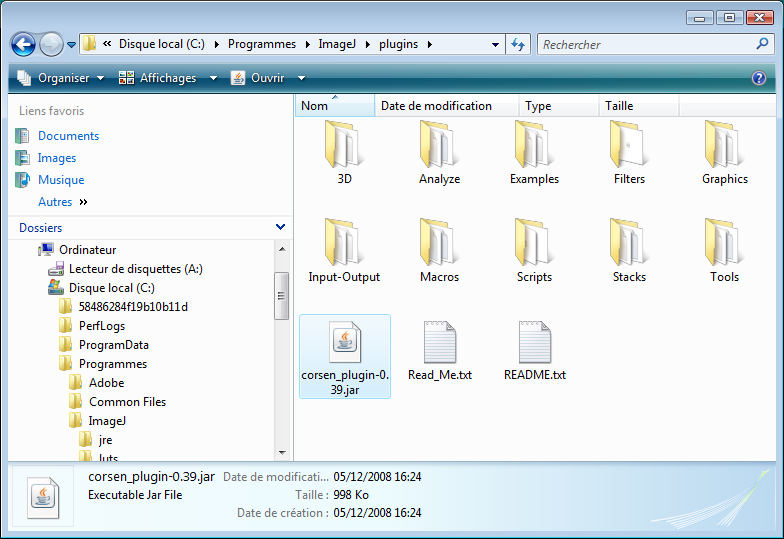 « Disque local (C:) Programmes ImageJ plugins
Rechercher
Organiser Affichages Ouvrir ?
Liens favoris
Documents
Images
Musique
Autres »
Dossiers
Ordinateur
Lecteur de disquettes (A:)
Disque local (C:)
58486284f19b10b11d
PerfLogs
ProgramData
Programmes
Adobe
Common Files
ImageJ
jre
luts
Nom Date de modification Type Taille
3D Analyze Examples Filters Graphics
Input-Output Macros Scripts Stacks Tools
corsen_plugin-0.
39.jar
Read_Me.txt README.txt
corsen_plugin-0.39.jar Date de modificati... 05/12/2008 16:24
Executable Jar File Taille : 998 Ko
Date de création : 05/12/2008 16:24